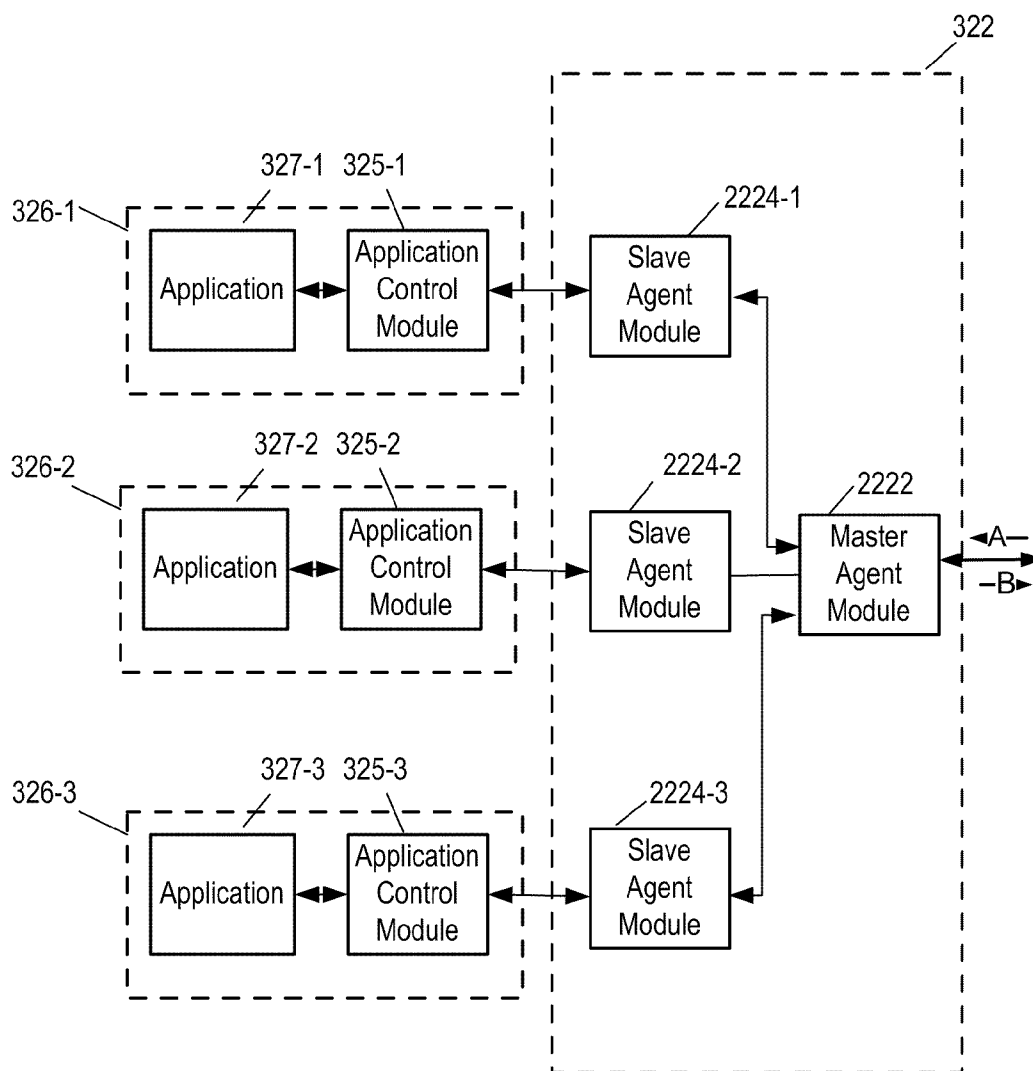 322
327-1
325-1
326-1
2224-1
Application
Application
Control
Module
Slave
Agent
Module
327-2
325-2
326-2
2224-2
2222
Application
Application
Control
Module
Slave
Agent
Module
Master
Agent
Module
A
B
327-3
325-3
326-3
2224-3
Application
Application
Control
Module
Slave
Agent
Module